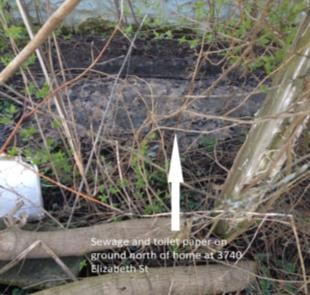 Sewage and toilet paper on
ground north of home at 3740
Elizabeth St